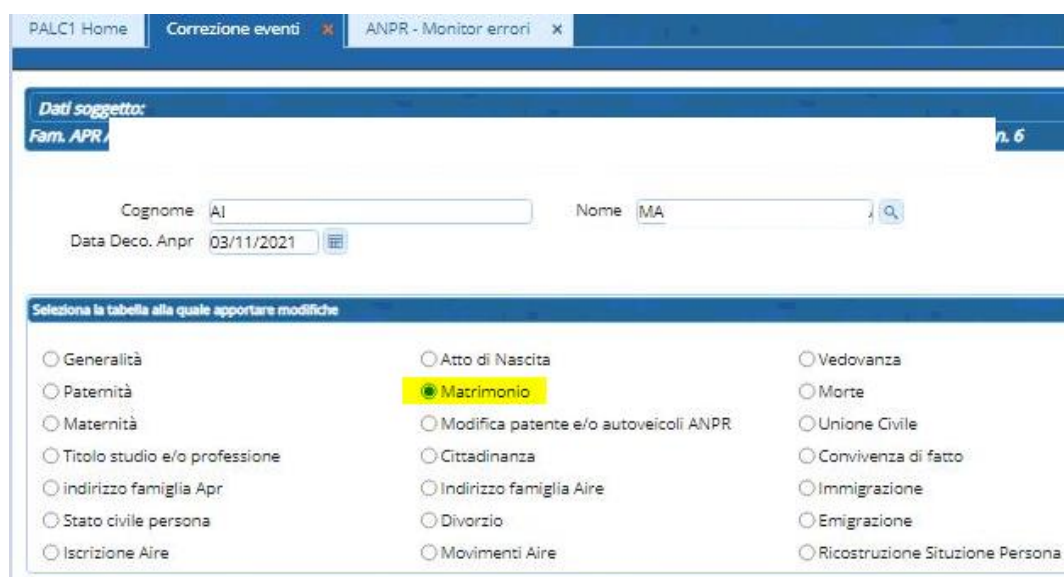 PALC1 Home Correzione eventi x ANPR - Monitor errori x
Dati soggetto:
Fam. APR n. 6
Cognome AI Nome MA
Data Deco. Anpr 03/11/2021
Seleziona la tabella alla quale apportare modifiche
Generalità Atto di Nascita Vedovanza
Paternità Matrimonio Morte
Maternità Modifica patente e/o autoveicoli ANPR Unione Civile
Titolo studio e/o professione Cittadinanza Convivenza di fatto
indirizzo famiglia Apr Indirizzo famiglia Aire Immigrazione
Stato civile persona Divorzio Emigrazione
Iscrizione Aire Movimenti Aire Ricostruzione Situzione Persona